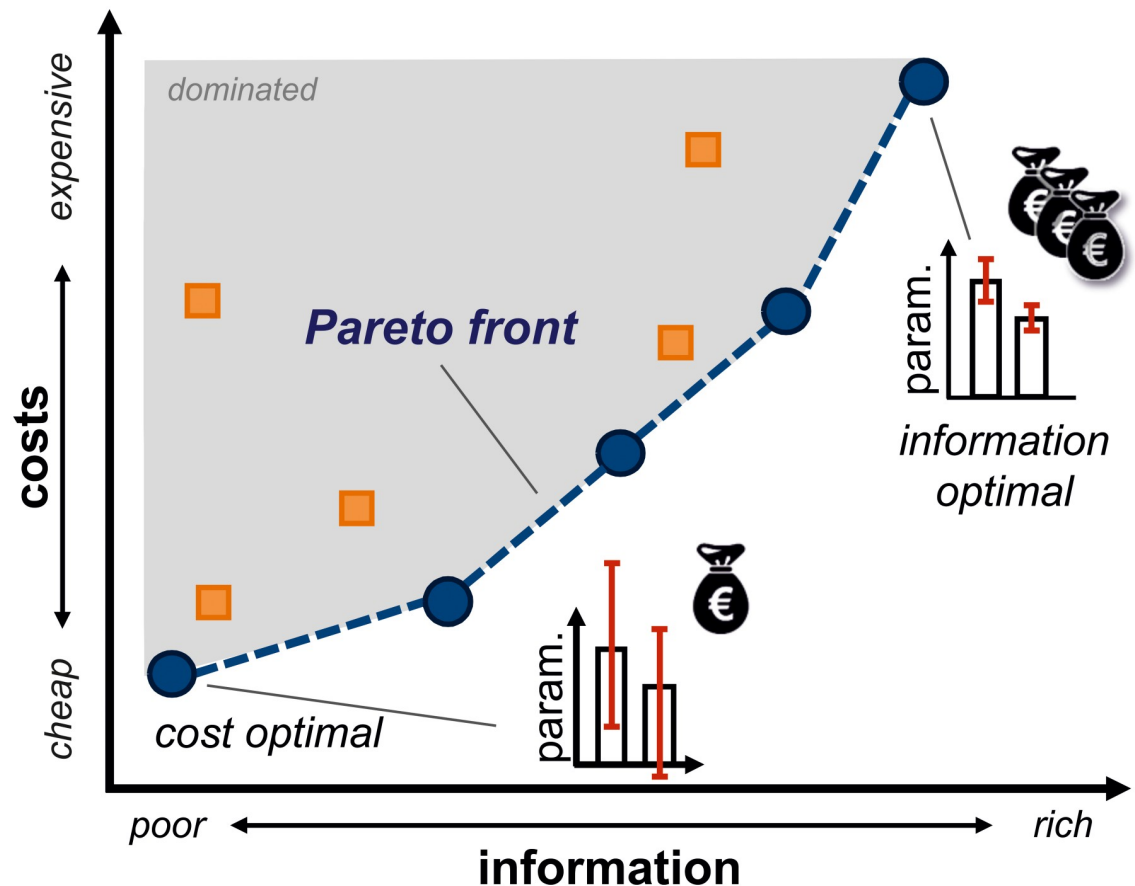 expensive
dominated
Pareto front
costs
€
€
€
param.
information
optimal
€
param.
cheap
cost optimal
poor
rich
information